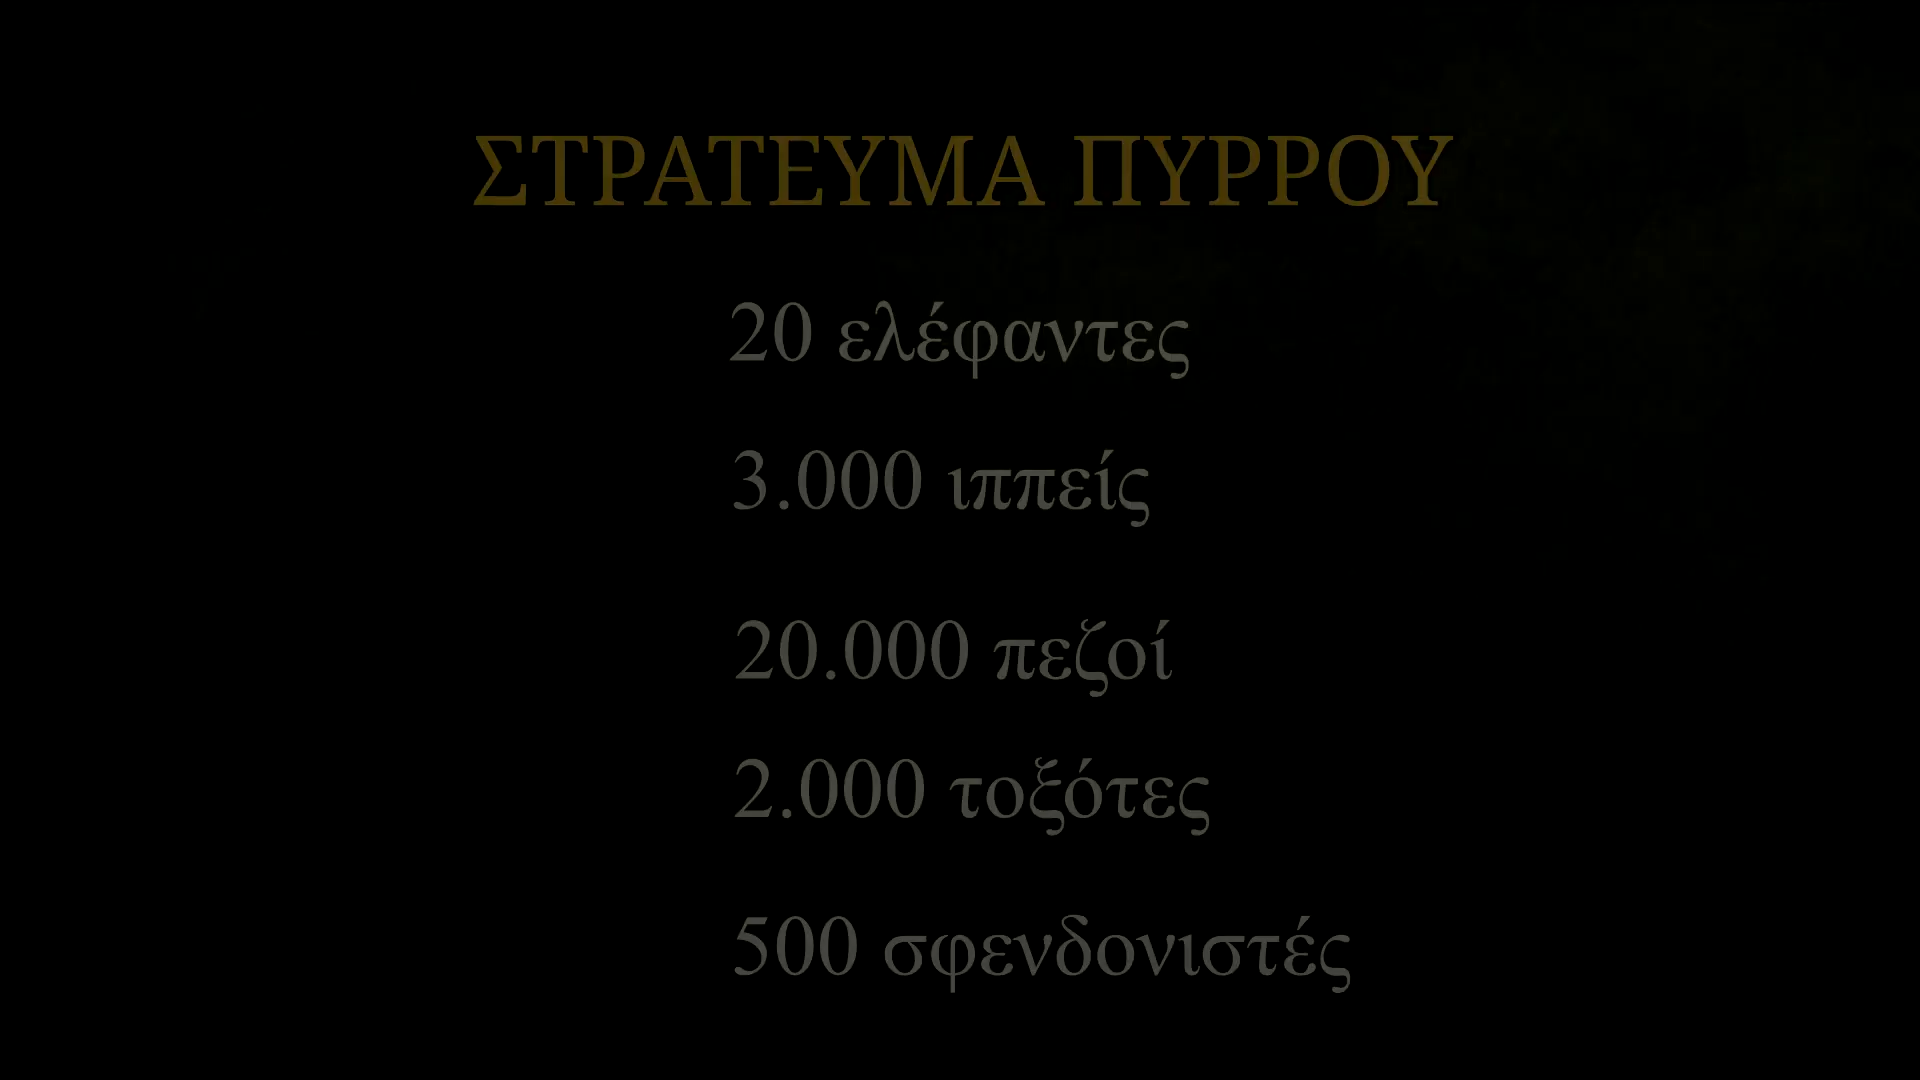 ΣΤΡΑΤΕΥΜΑ ΠΥΡΡΟΥ
20 ελέφαντες
3.000 ιππείς
20.000 πεζοί
2.000 τοξότες
500 σφενδονιστές